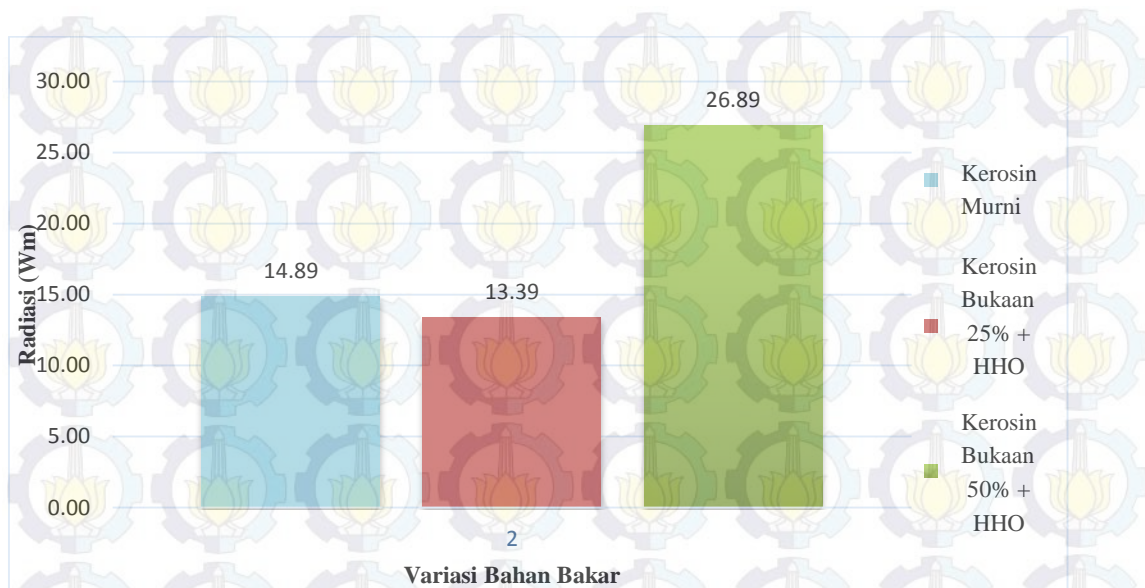 30.00
25.00
20.00
15.00
10.00
5.00
0.00
Radiasi (Wm)
14.89
13.39
26.89
2
Variasi Bahan Bakar
Kerosin
Murni
Kerosin
Bukaan
25% +
HHO
Kerosin
Bukaan
50% +
HHO